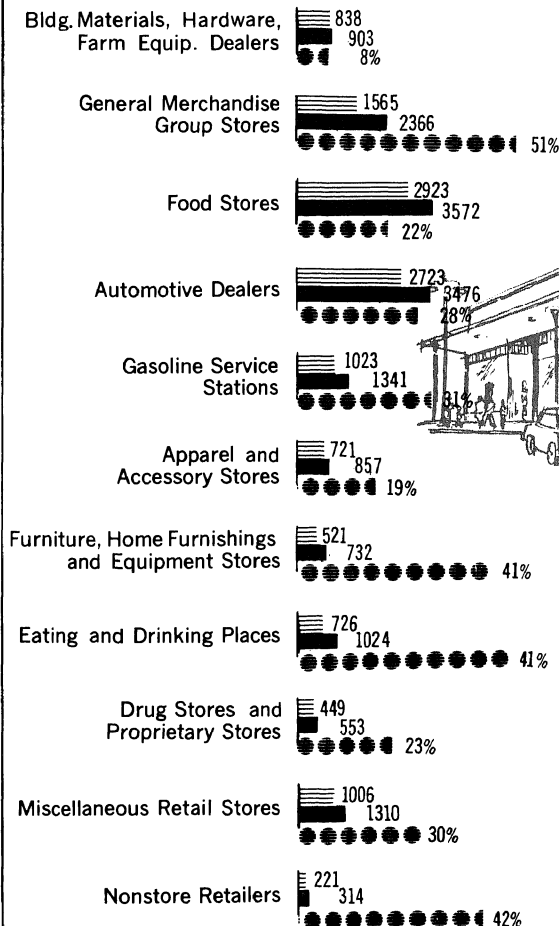 838
Bldg. Materials, Hardware,
903
Farm Equip. Dealers
8%
General Merchandise
1565
Group Stores
2366
51%
2923
Food Stores
3572
22%
2723
Automotive Dealers
3476
28%
Gasoline Service
1023
Stations
1341
31%
Apparel and
721
Accessory Stores
857
19%
Furniture, Home Furnishings
521
and Equipment Stores
732
41%
726
Eating and Drinking Places
1024
41%
Drug Stores and
449
Proprietary Stores
553
23%
1006
Miscellaneous Retail Stores
1310
30%
221
Nonstore Retailers
314
42%